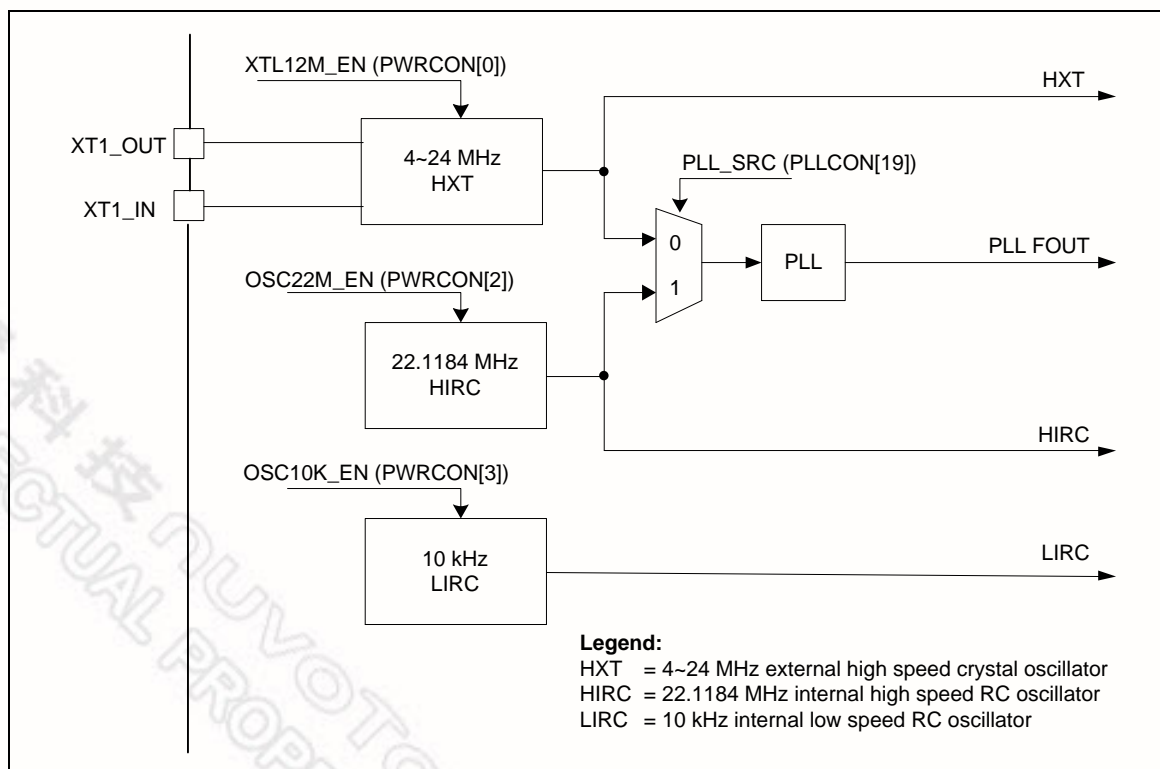 XTL12M_EN (PWRCON[0])
HXT
XT1_OUT
4~24 MHz
HXT
PLL_SRC (PLLCON[19])
XT1_IN
0
PLL
PLL FOUT
1
OSC22M_EN (PWRCON[2])
22.1184 MHz
HIRC
HIRC
OSC10K_EN (PWRCON[3])
10 kHz
LIRC
LIRC
Legend:
HXT = 4~24 MHz external high speed crystal oscillator
HIRC = 22.1184 MHz internal high speed RC oscillator
LIRC = 10 kHz internal low speed RC oscillator
科技 nuvoTo